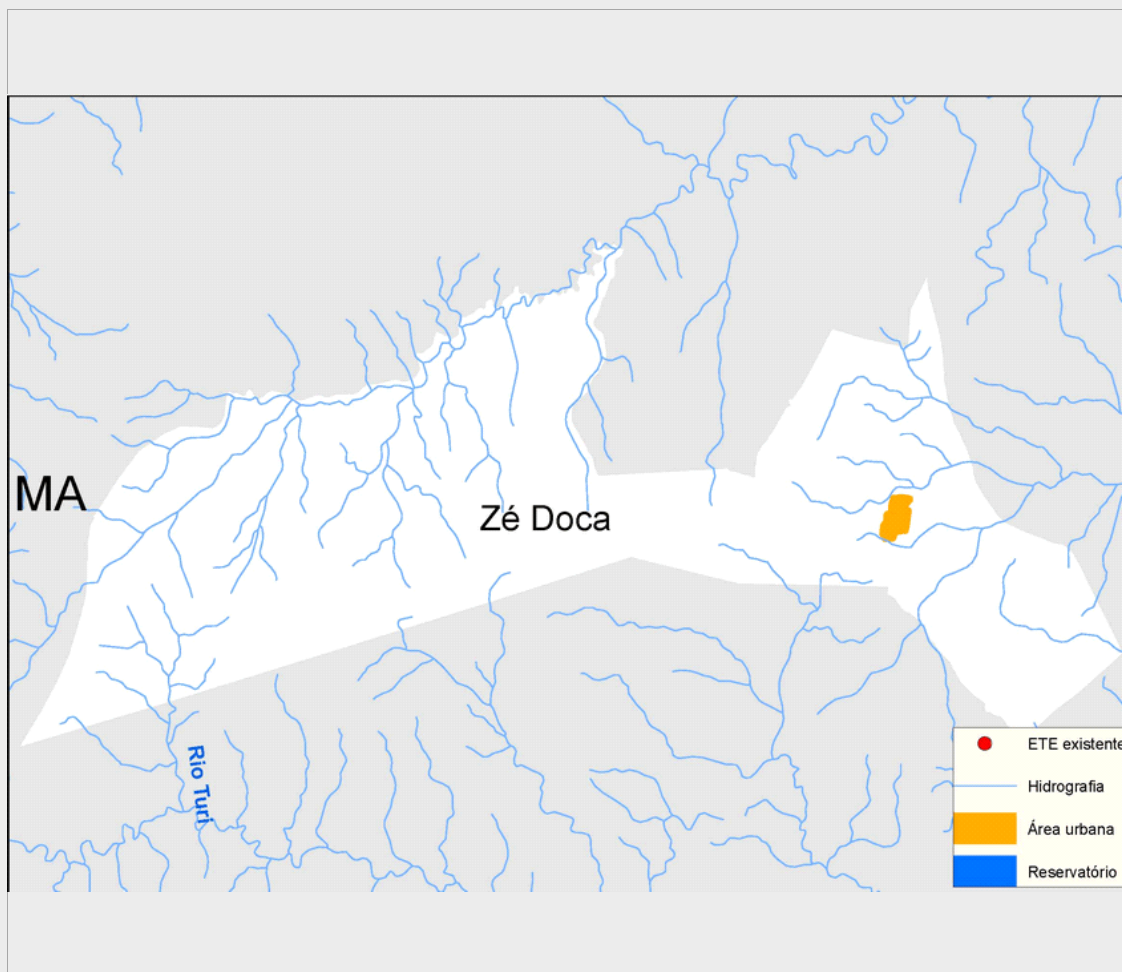 MA
Zé Doca
Rio Turi
ETE existente
Hidrografia
Área urbana
Reservatório